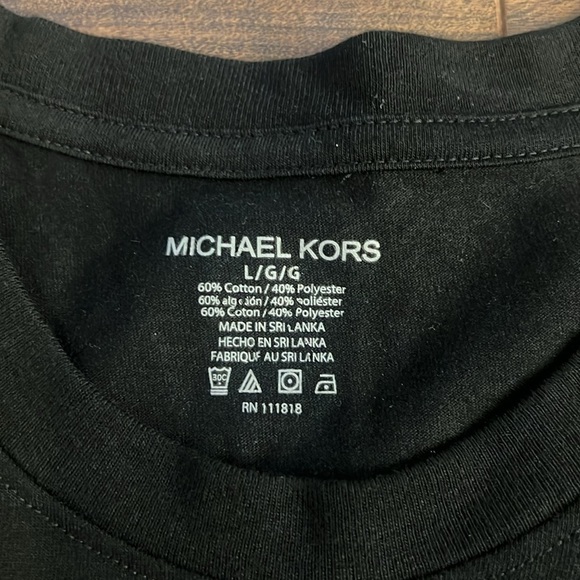 MICHAEL KORS
L/G/G
60% Cotton / 40% Polyester
60% algodón / 40% poliéster
60% Coton / 40% Polyester
MADE IN SRI LANKA
HECHO EN SRI LANKA
FABRIQUÉ AU SRI LANKA
30C
RN 111818